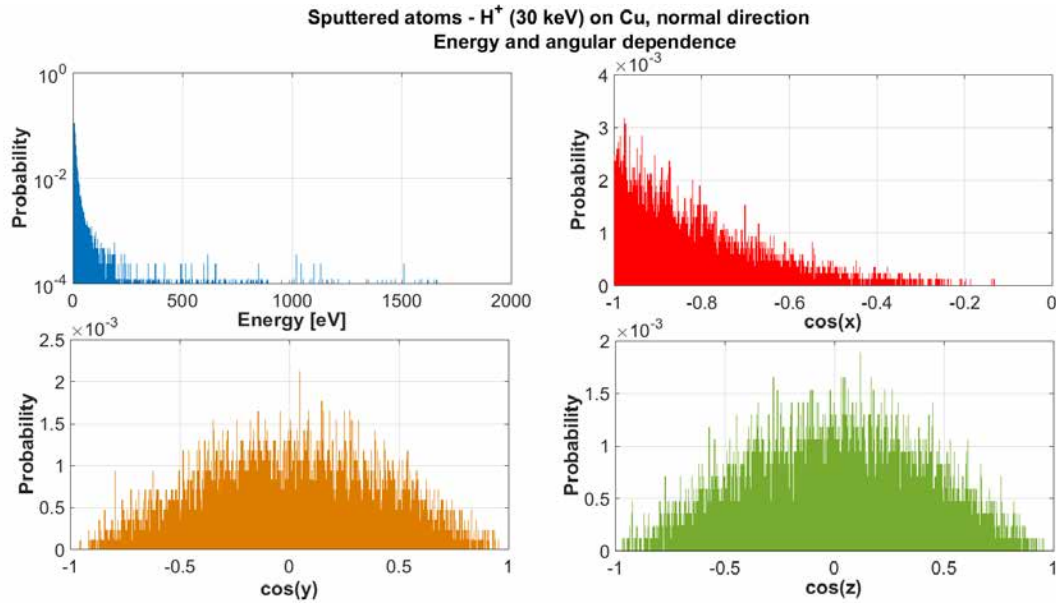 Sputtered atoms - H+ (30 keV) on Cu, normal direction
Energy and angular dependence
10^0
10^-2
10^-4
Probability
0 500 1000 1500 2000
Energy [eV]
×10^-3
4
3
2
1
0
Probability
-1 -0.8 -0.6 -0.4 -0.2 0
cos(x)
×10^-3
2.5
2
1.5
1
0.5
0
Probability
-1 -0.5 0 0.5 1
cos(y)
×10^-3
2
1.5
1
0.5
0
Probability
-1 -0.5 0 0.5 1
cos(z)